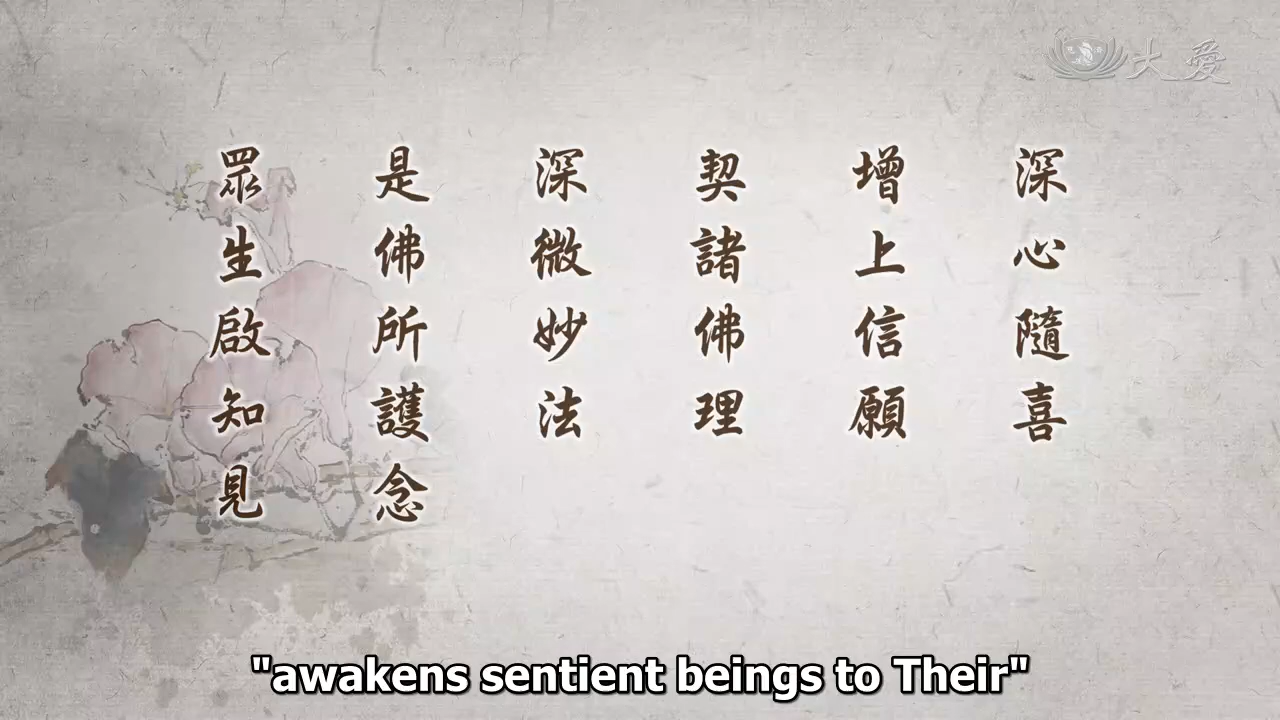 大愛
深心隨喜
增上信願
契諸佛理
深微妙法
是佛所護念
眾生啟知見
"awakens sentient beings to Their"